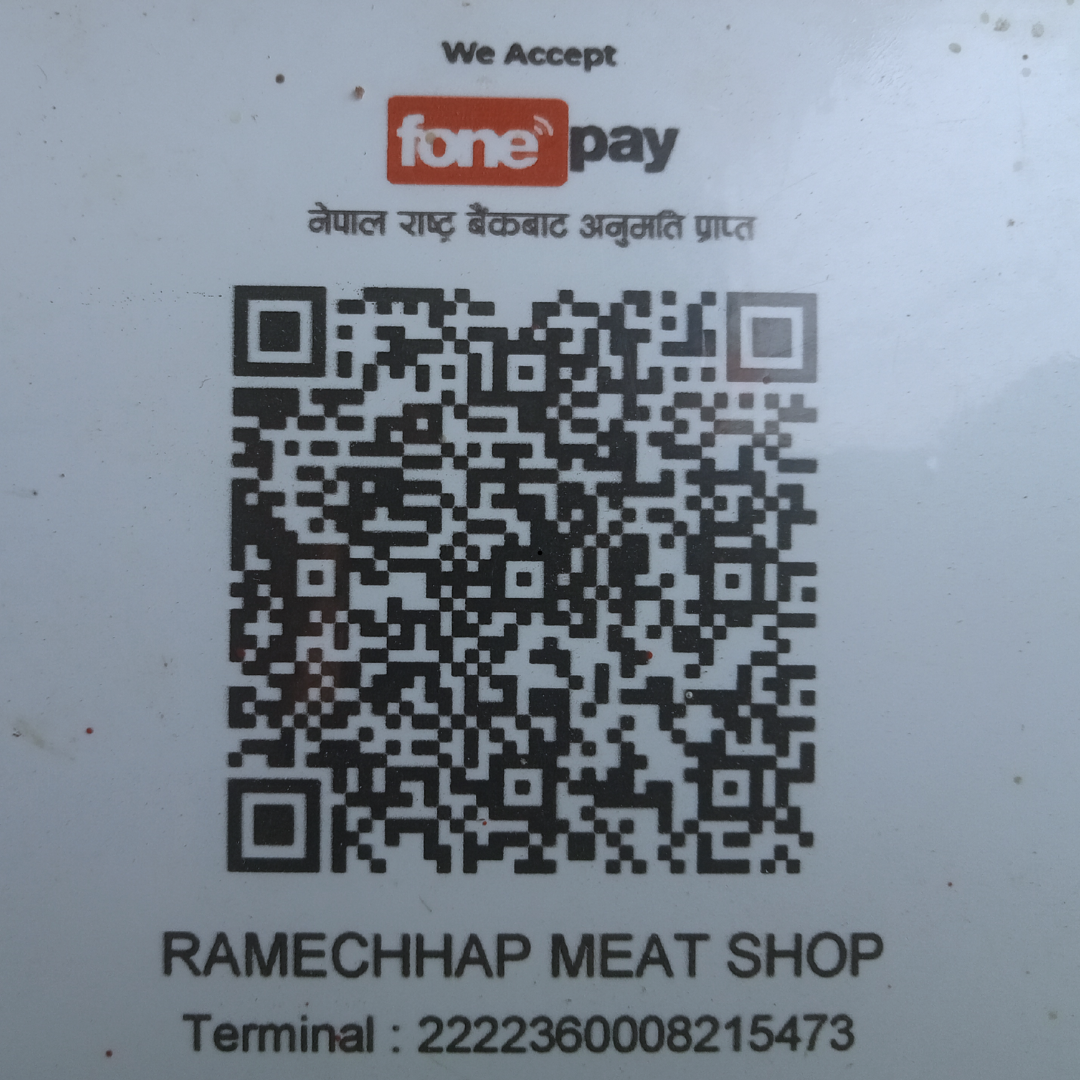 We Accept
fonepay
नेपाल राष्ट्र बैंकबाट अनुमति प्राप्त
RAMECHHAP MEAT SHOP
Terminal : 2222360008215473